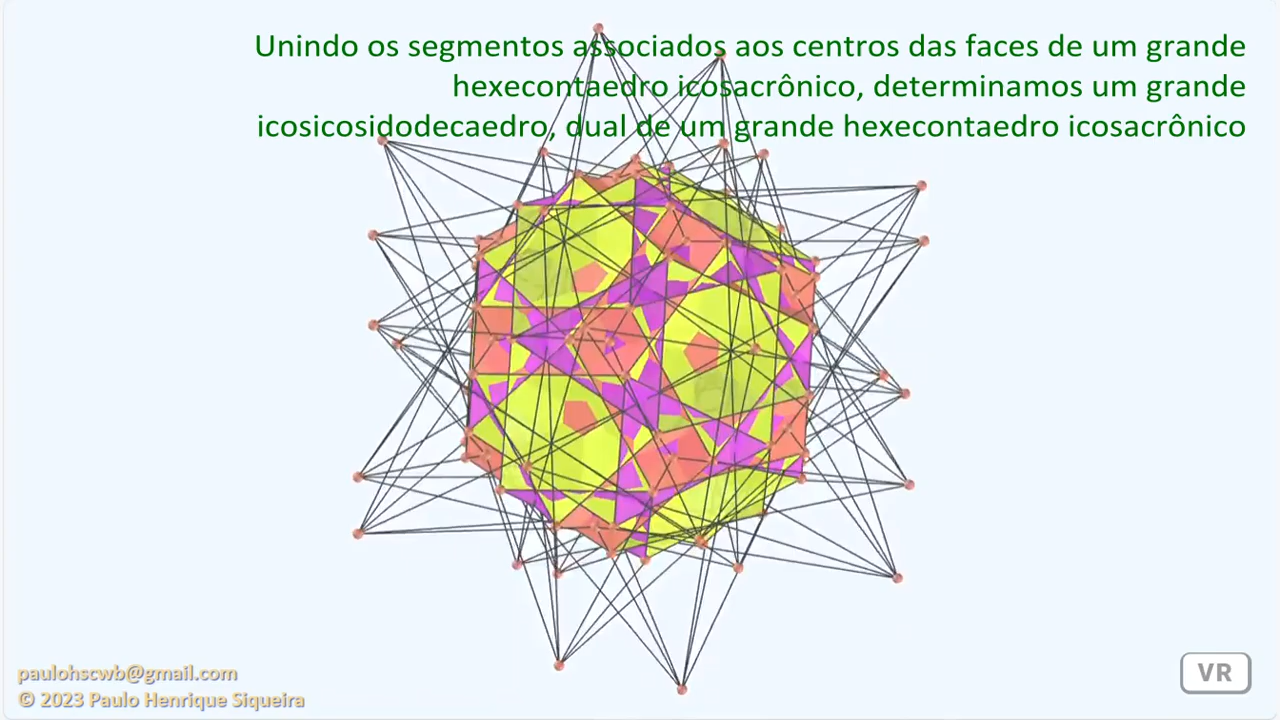 Unindo os segmentos associados aos centros das faces de um grande
hexecontaedro icosacrônico, determinamos um grande
icosicosidodecaedro, dual de um grande hexecontaedro icosacrônico
paulohscwb@gmail.com
© 2023 Paulo Henrique Siqueira
VR